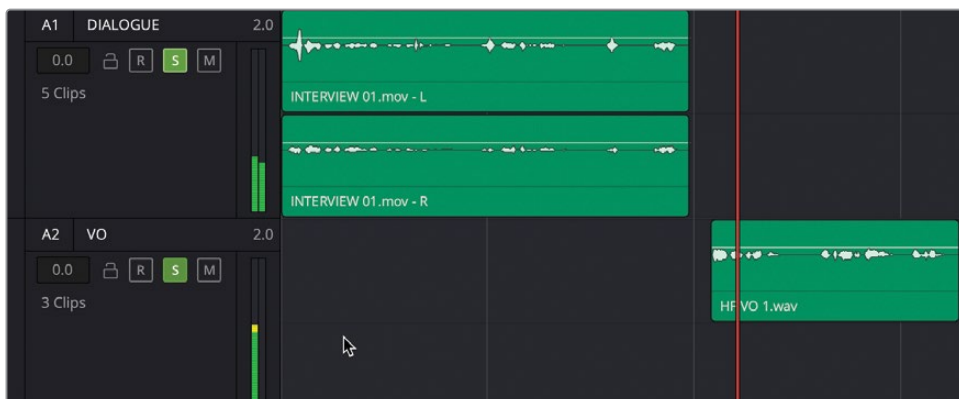 A1 DIALOGUE 2.0
0.0 R S M
5 Clips
INTERVIEW 01.mov - L
INTERVIEW 01.mov - R
A2 VO 2.0
0.0 R S M
3 Clips
VO 1.wav